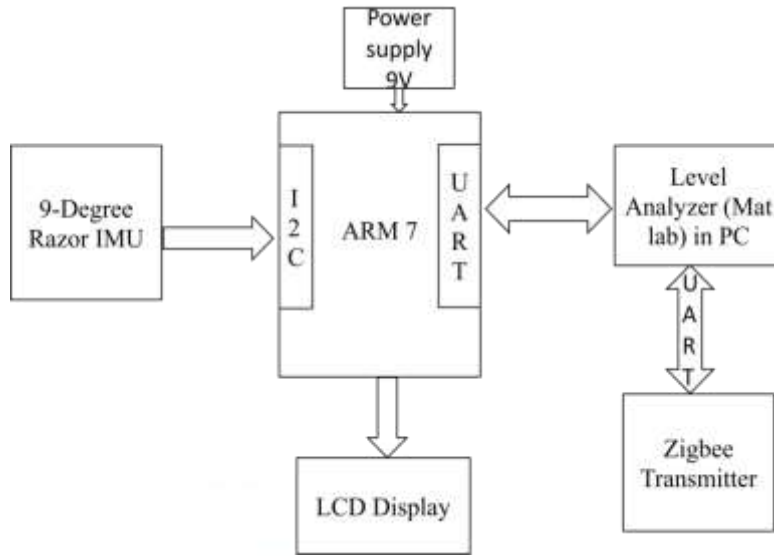 Power
supply
9V
9-Degree
Razor IMU
I
2
C
ARM 7
U
A
R
T
Level
Analyzer (Mat
lab) in PC
U
A
R
T
LCD Display
Zigbee
Transmitter